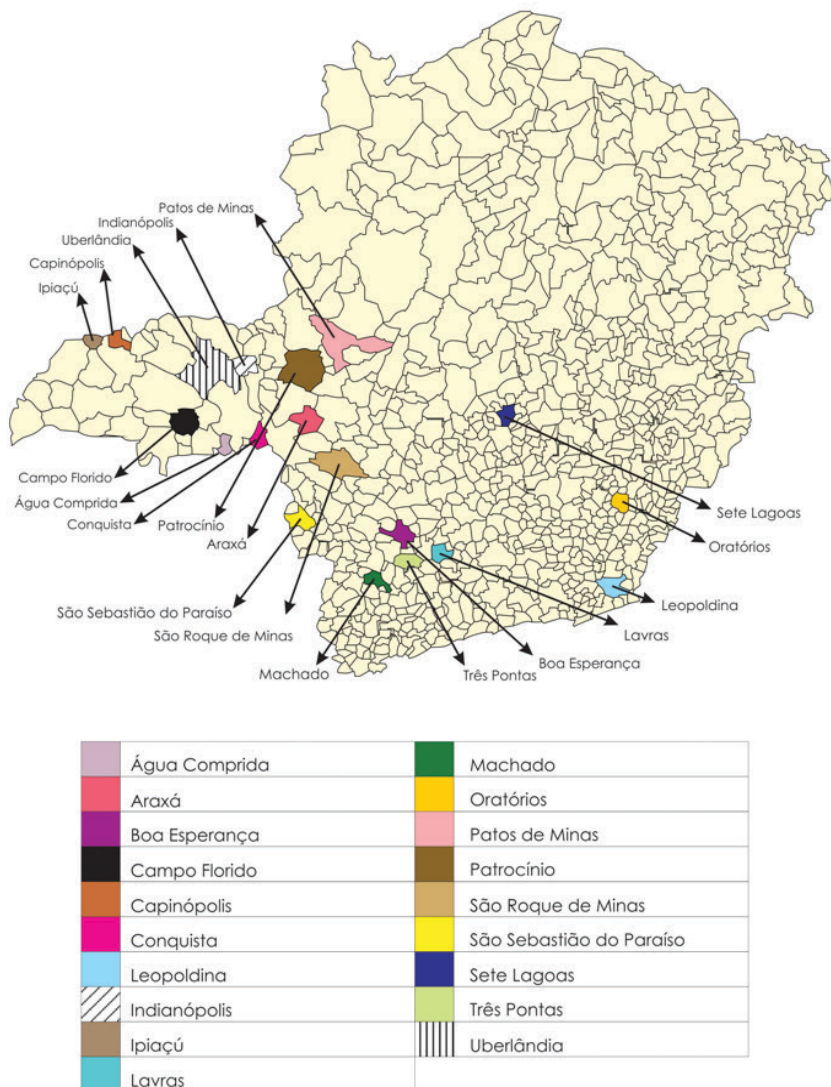 Patos de Minas
Indianópolis
Uberlândia
Capinópolis
Ipiaçú
Campo Florido
Água Comprida
Conquista
Patrocínio
Araxá
São Sebastião do Paraíso
São Roque de Minas
Machado
Três Pontas
Boa Esperança
Lavras
Leopoldina
Oratórios
Sete Lagoas
Água Comprida
Machado
Araxá
Oratórios
Boa Esperança
Patos de Minas
Campo Florido
Patrocínio
Capinópolis
São Roque de Minas
Conquista
São Sebastião do Paraíso
Leopoldina
Sete Lagoas
Indianópolis
Três Pontas
Ipiaçú
Uberlândia
Lavras